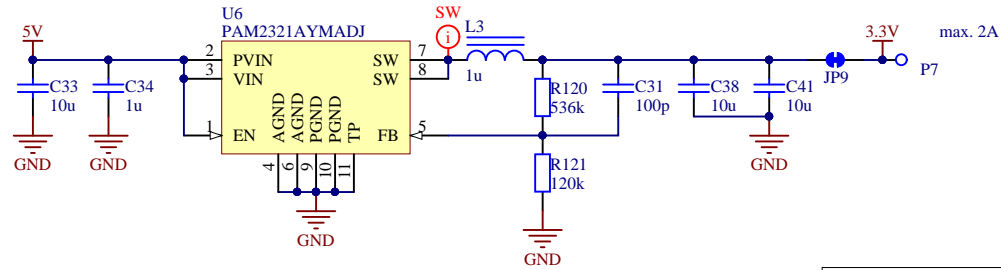 U6
PAM2321AYMADJ
SW
i
L3
1u
5V
3.3V
max. 2A
P7
JP9
2 PVIN
3 VIN
1 EN
SW 7
SW 8
FB 5
AGND 4
AGND 6
PGND 9
PGND 10
TP 11
C33
10u
C34
1u
R120
536k
C31
100p
C38
10u
C41
10u
R121
120k
GND
GND
GND
GND
GND